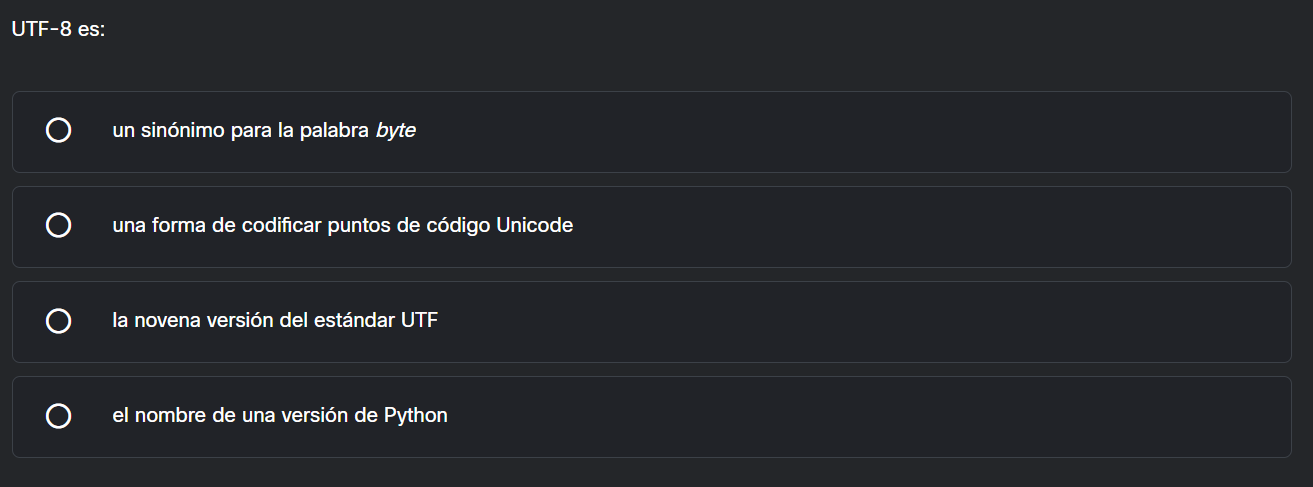 UTF-8 es:
un sinónimo para la palabra byte
una forma de codificar puntos de código Unicode
la novena versión del estándar UTF
el nombre de una versión de Python